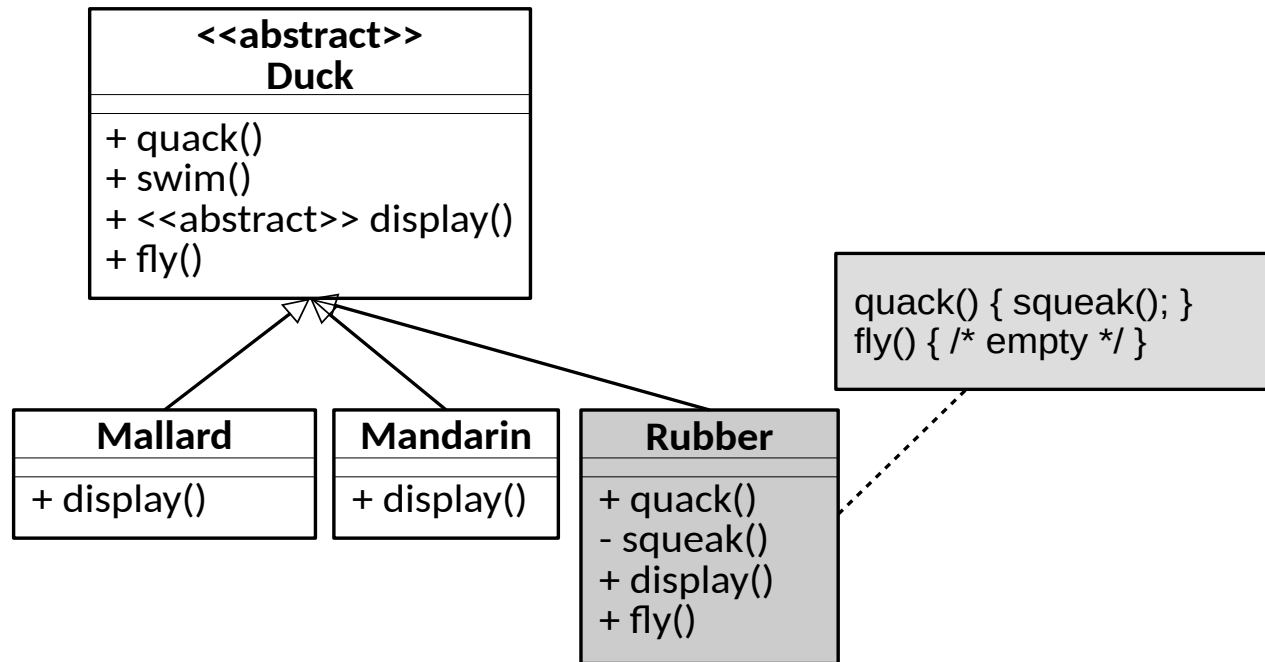 <<abstract>>
Duck
+ quack()
+ swim()
+ <<abstract>> display()
+ fly()
quack() { squeak(); }
fly() { /* empty */ }
Mallard
+ display()
Mandarin
+ display()
Rubber
+ quack()
- squeak()
+ display()
+ fly()